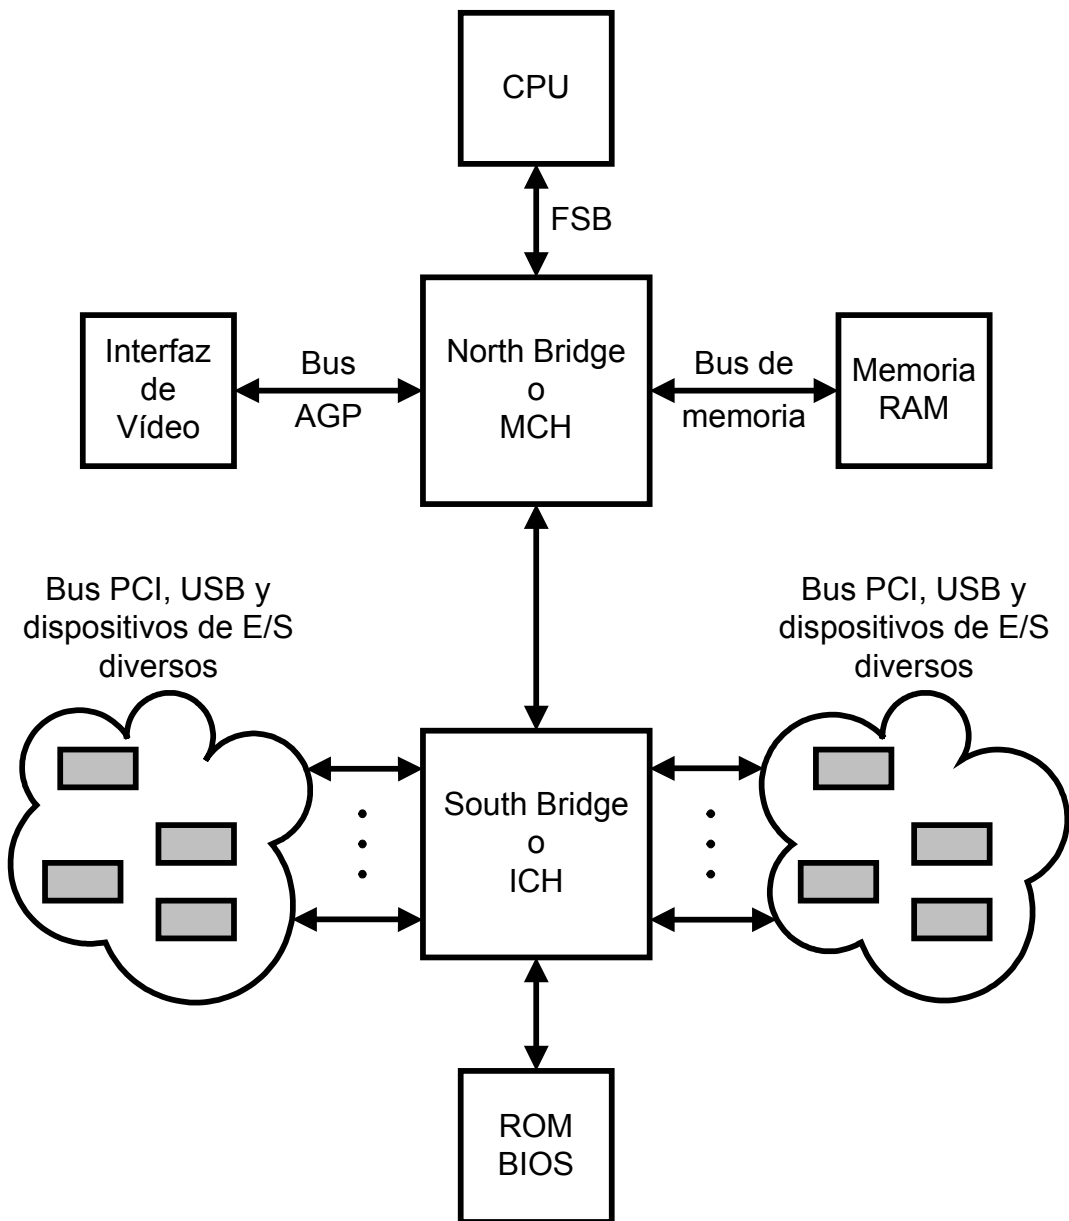 CPU
FSB
Interfaz
de
Vídeo
Bus
AGP
North Bridge
o
MCH
Bus de
memoria
Memoria
RAM
Bus PCI, USB y
dispositivos de E/S
diversos
Bus PCI, USB y
dispositivos de E/S
diversos
South Bridge
o
ICH
ROM
BIOS